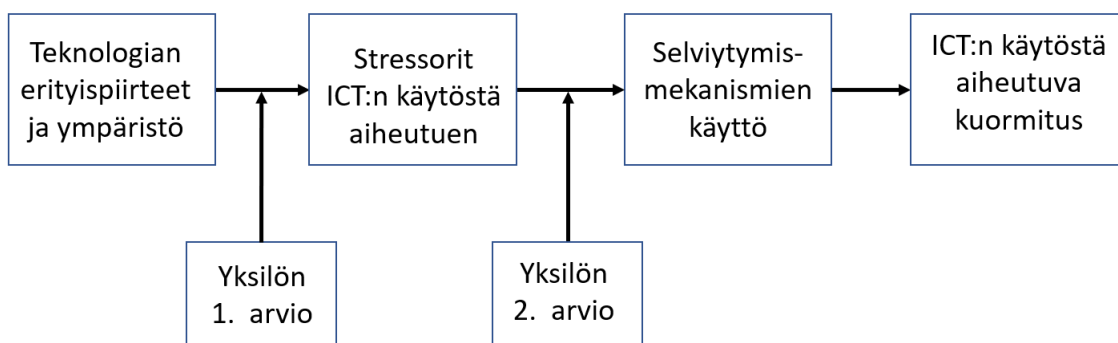 Teknologian
erityispiirteet
ja ympäristö
Stressorit
ICT:n käytöstä
aiheutuen
Selviytymis-
mekanismien
käyttö
ICT:n käytöstä
aiheutuva
kuormitus
Yksilön
1. arvio
Yksilön
2. arvio